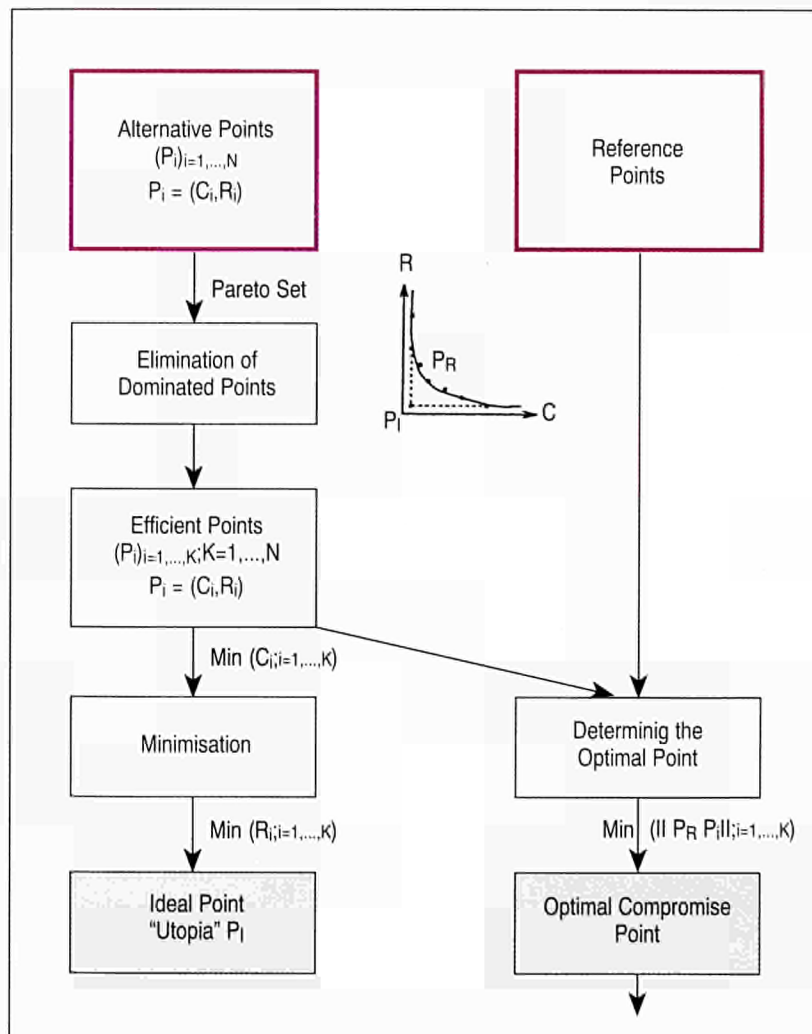 Alternative Points
(Pi)i=1,...,N
Pi = (Ci,Ri)
Reference
Points
Pareto Set
R
PR
PI
C
Elimination of
Dominated Points
Efficient Points
(Pi)i=1,...,K;K=1,...,N
Pi = (Ci,Ri)
Min (Ci;i=1,...,K)
Minimisation
Determinig the
Optimal Point
Min (Ri;i=1,...,K)
Min (II PR PiII;i=1,...,K)
Ideal Point
“Utopia” PI
Optimal Compromise
Point